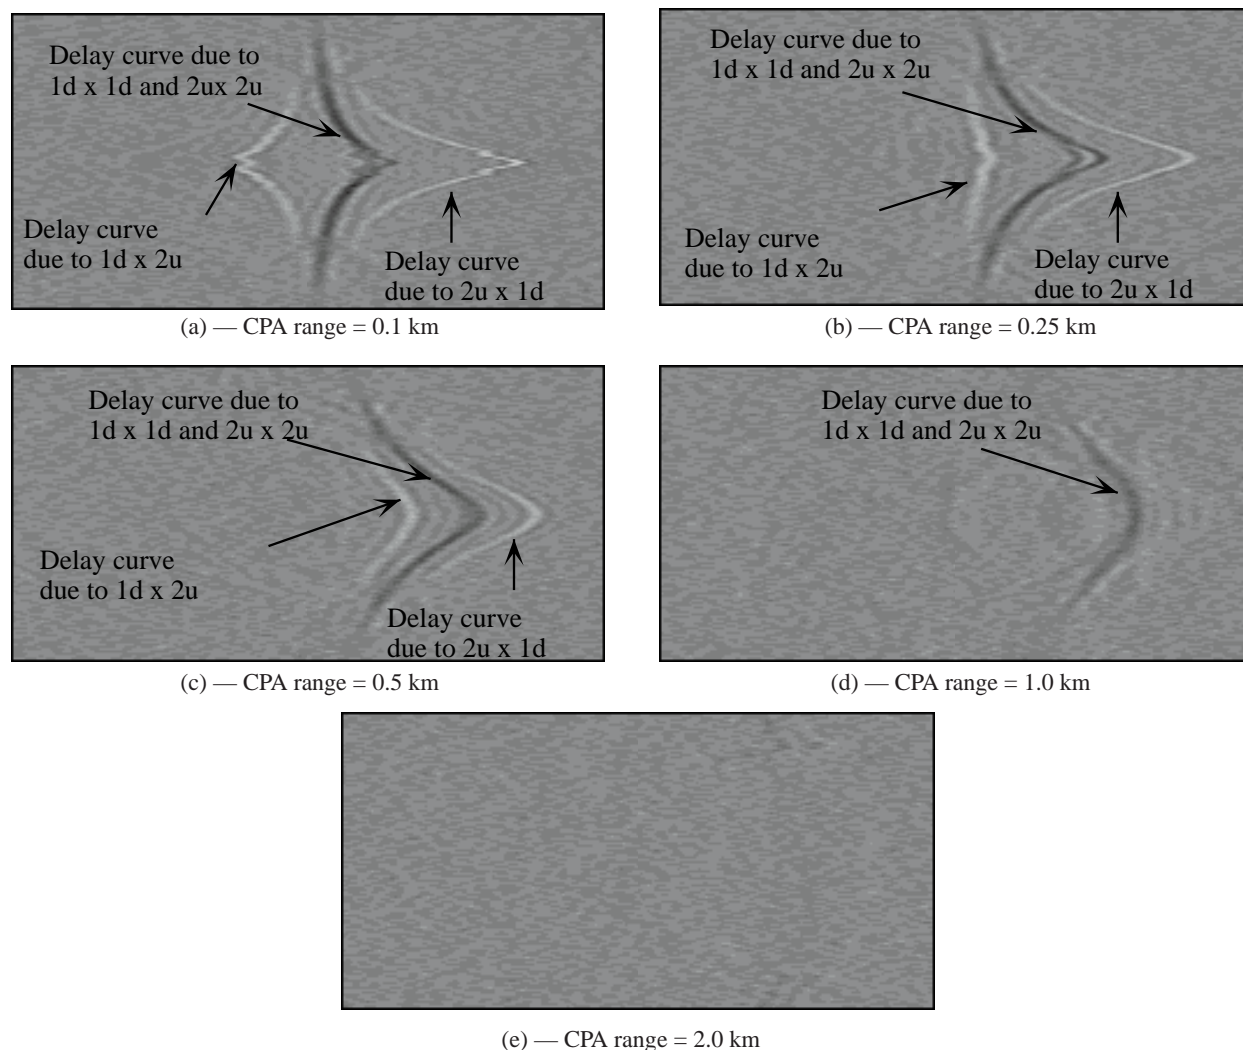 Delay curve due to
1d x 1d and 2ux 2u
Delay curve
due to 1d x 2u
Delay curve
due to 2u x 1d
(a) — CPA range = 0.1 km
Delay curve due to
1d x 1d and 2u x 2u
Delay curve
due to 1d x 2u
Delay curve
due to 2u x 1d
(b) — CPA range = 0.25 km
Delay curve due to
1d x 1d and 2u x 2u
Delay curve
due to 1d x 2u
Delay curve
due to 2u x 1d
(c) — CPA range = 0.5 km
Delay curve due to
1d x 1d and 2u x 2u
(d) — CPA range = 1.0 km
(e) — CPA range = 2.0 km